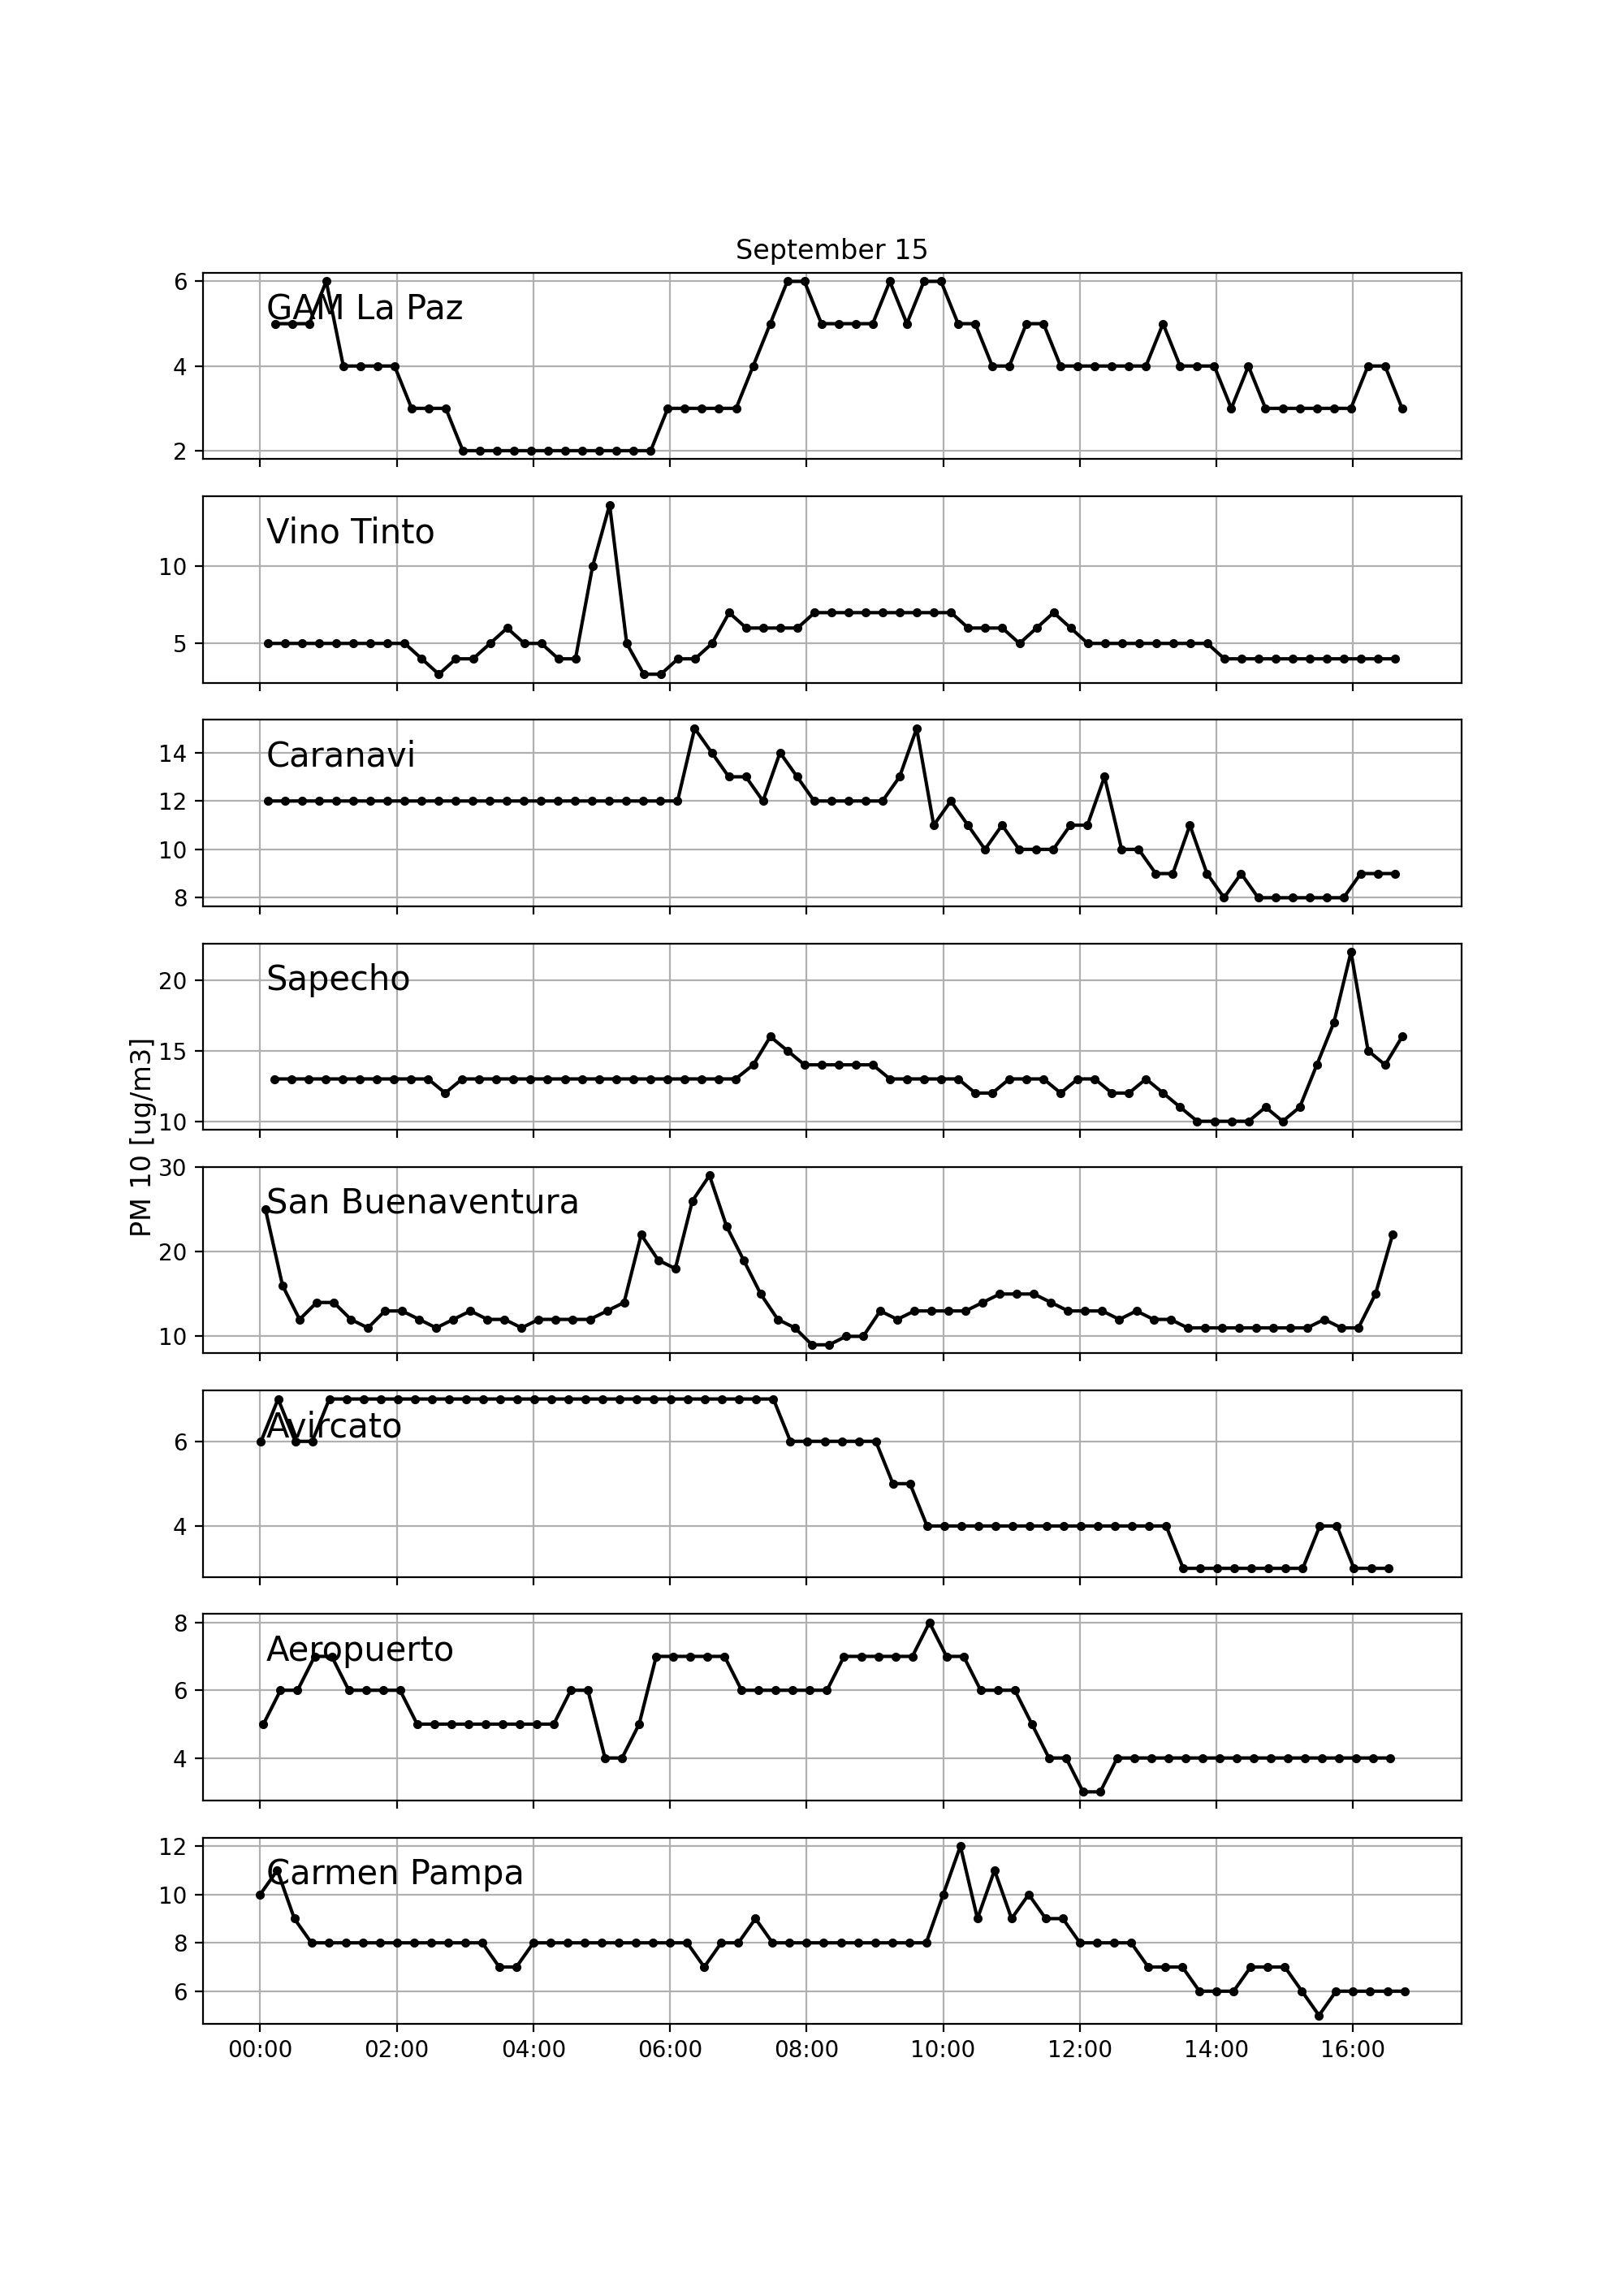 September 15
PM 10 [ug/m3]
6
GAM La Paz
4
2
Vino Tinto
10
5
Caranavi
14
12
10
8
Sapecho
20
15
10
30
San Buenaventura
20
10
Avircato
6
4
8
Aeropuerto
6
4
12
Carmen Pampa
10
8
6
00:00 02:00 04:00 06:00 08:00 10:00 12:00 14:00 16:00